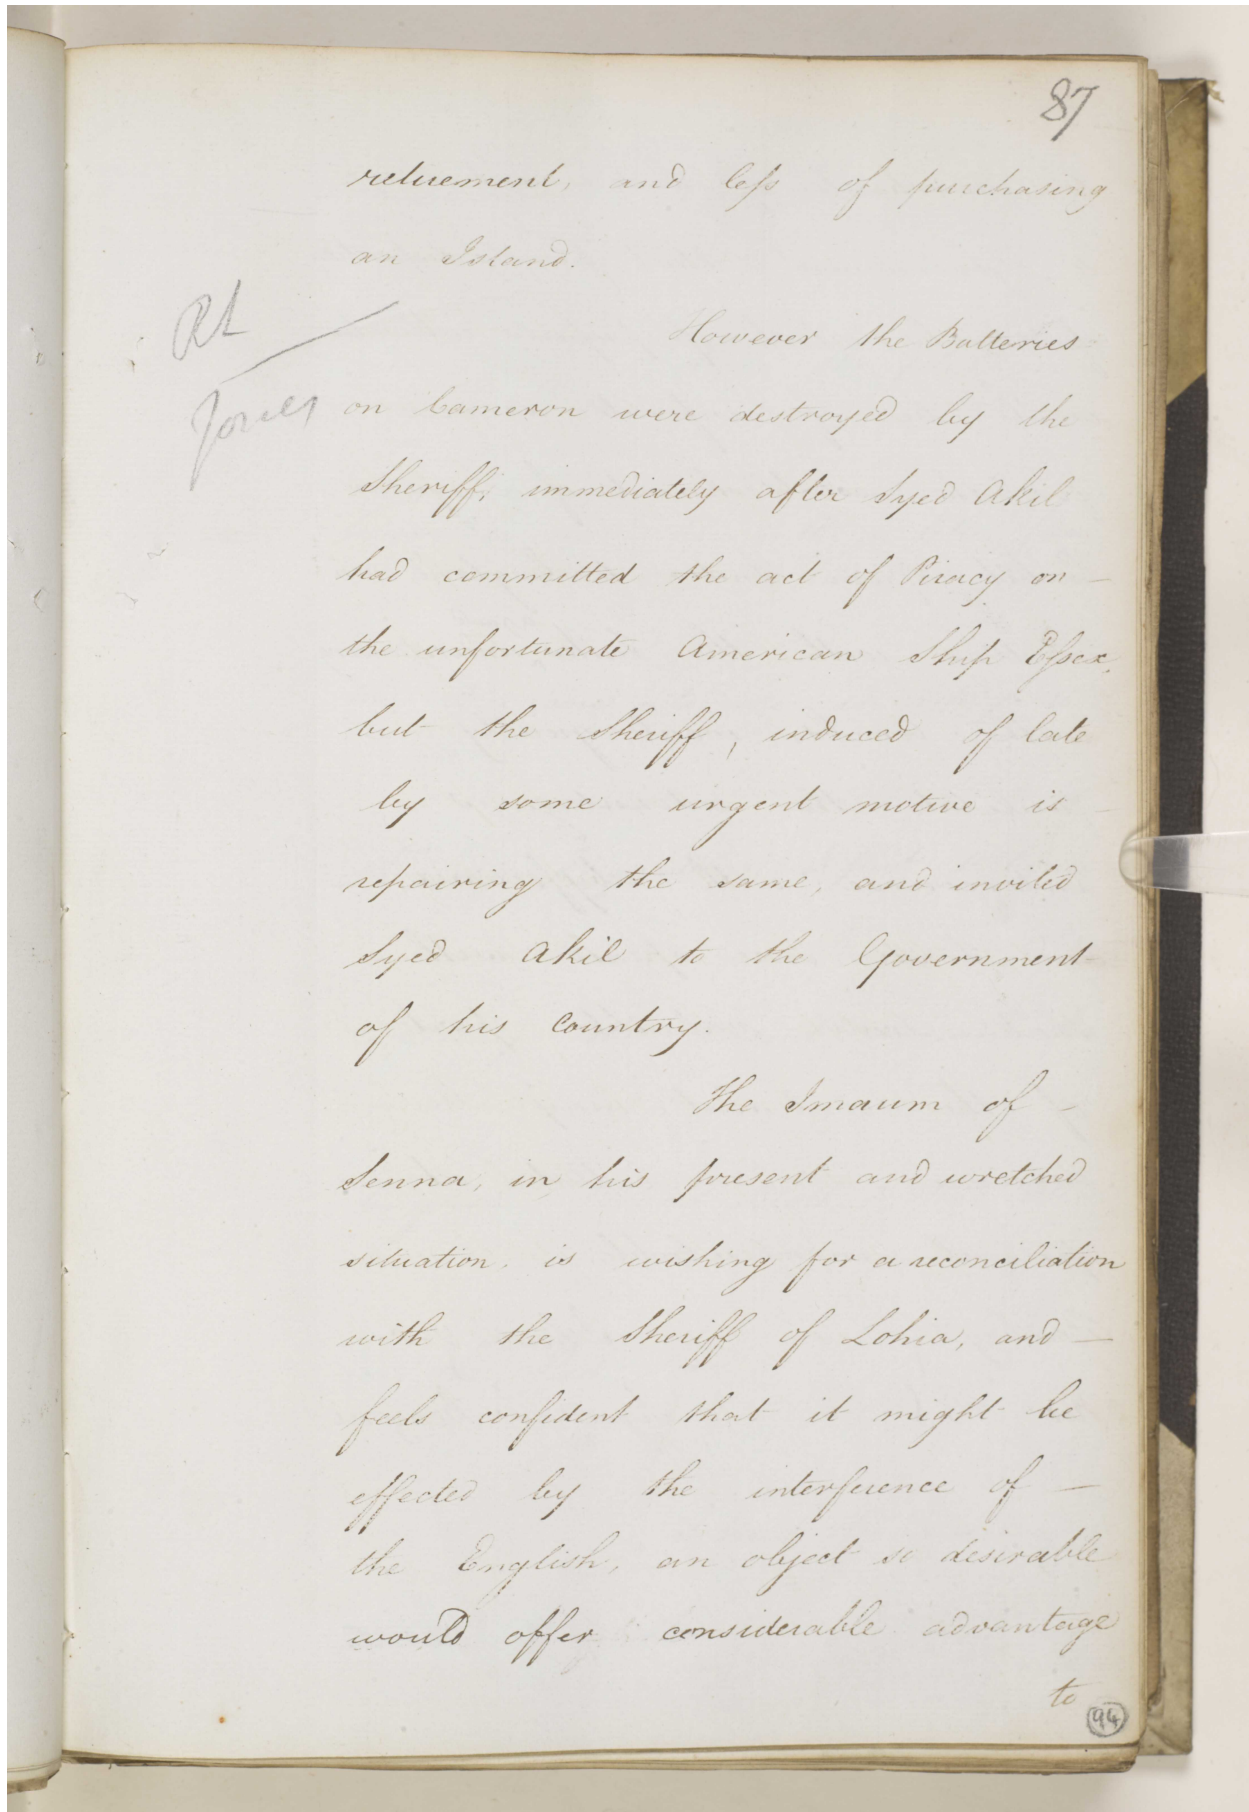 87
retirement, and less of purchasing
an Island.
However the Batteries
on Cameron were destroyed by the
Sheriff, immediately after Syed Akil
had committed the act of Piracy on –
the unfortunate American Ship Essex,
but the Sheriff, induced of late
by some urgent motive is –
repairing the same, and invited
Syed Akil to the Government
of his Country.
The Imaum of –
Senna, in his present and wretched
situation. is wishing for a reconciliation
with the Sheriff of Lohia, and –
feels confident that it might be
effected by the interference of –
the English, an object so desirable
would offer considerable advantage
to
94